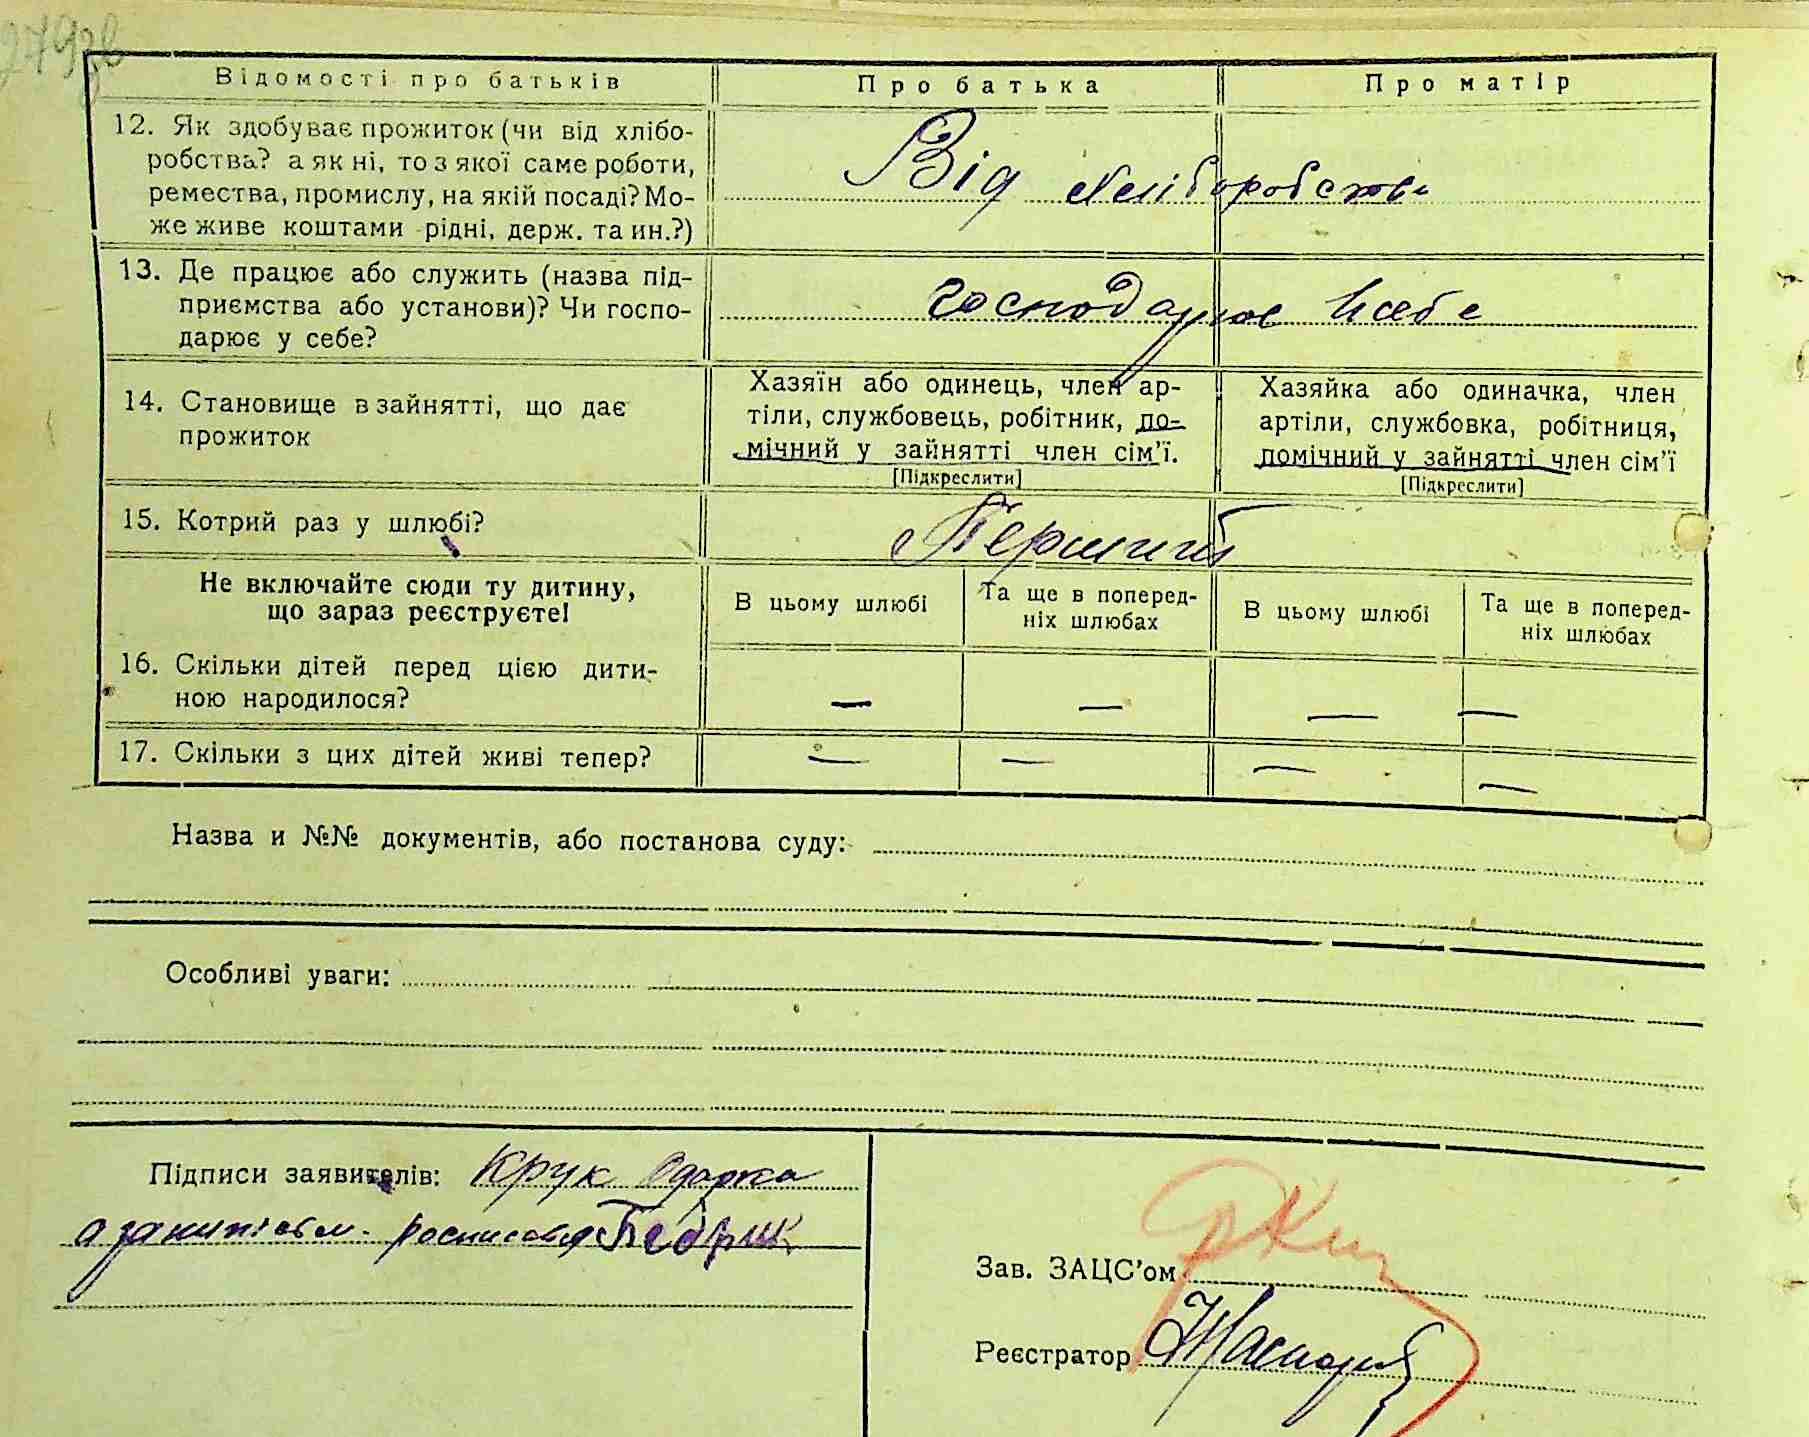 279зв
Відомості про батьків
Про батька
Про матір
12. Як здобуває прожиток (чи від хлібо-
робства? а як ні, то з якої саме роботи,
ремества, промислу, на якій посаді? Мо-
же живе коштами рідні, держ. та ин.?)
Від хліборобства
13. Де працює або служить (назва під-
приємства або установи)? Чи госпо-
дарює у себе?
господарює у себе
14. Становище в зайнятті, що дає
прожиток
Хазяїн або одинець, член ар-
тіли, службовець, робітник, по-
мічний у зайнятті член сім'ї.
[Підкреслити]
Хазяйка або одиначка, член
артіли, службовка, робітниця,
помічний у зайнятті член сім'ї
[Підкреслити]
15. Котрий раз у шлюбі?
Перший
Не включайте сюди ту дитину,
що зараз реєструєте!
В цьому шлюбі
Та ще в поперед-
ніх шлюбах
В цьому шлюбі
Та ще в поперед-
ніх шлюбах
16. Скільки дітей перед цією дити-
ною народилося?
— — — —
17. Скільки з цих дітей живі тепер?
— — — —
Назва и №№ документів, або постанова суду:
Особливі уваги:
Підписи заявителів: Крук Одарка
а за
Зав. ЗАЦС'ом
Реєстратор